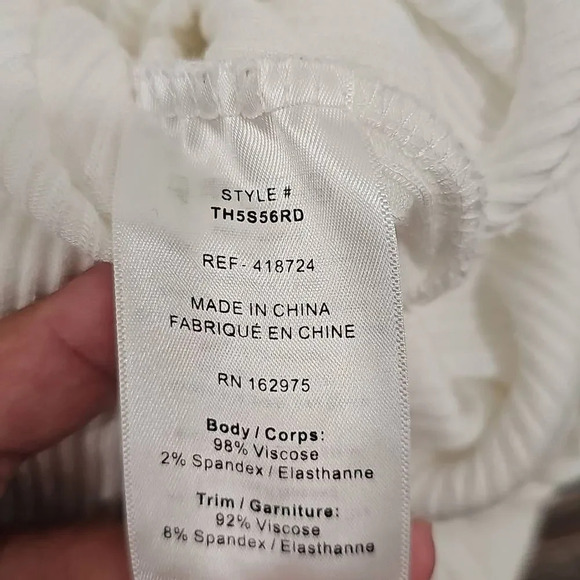 STYLE #
TH5S56RD
REF- 418724
MADE IN CHINA
FABRIQUÉ EN CHINE
RN 162975
Body / Corps:
98% Viscose
2% Spandex / Elasthanne
Trim / Garniture:
92% Viscose
8% Spandex / Elasthanne